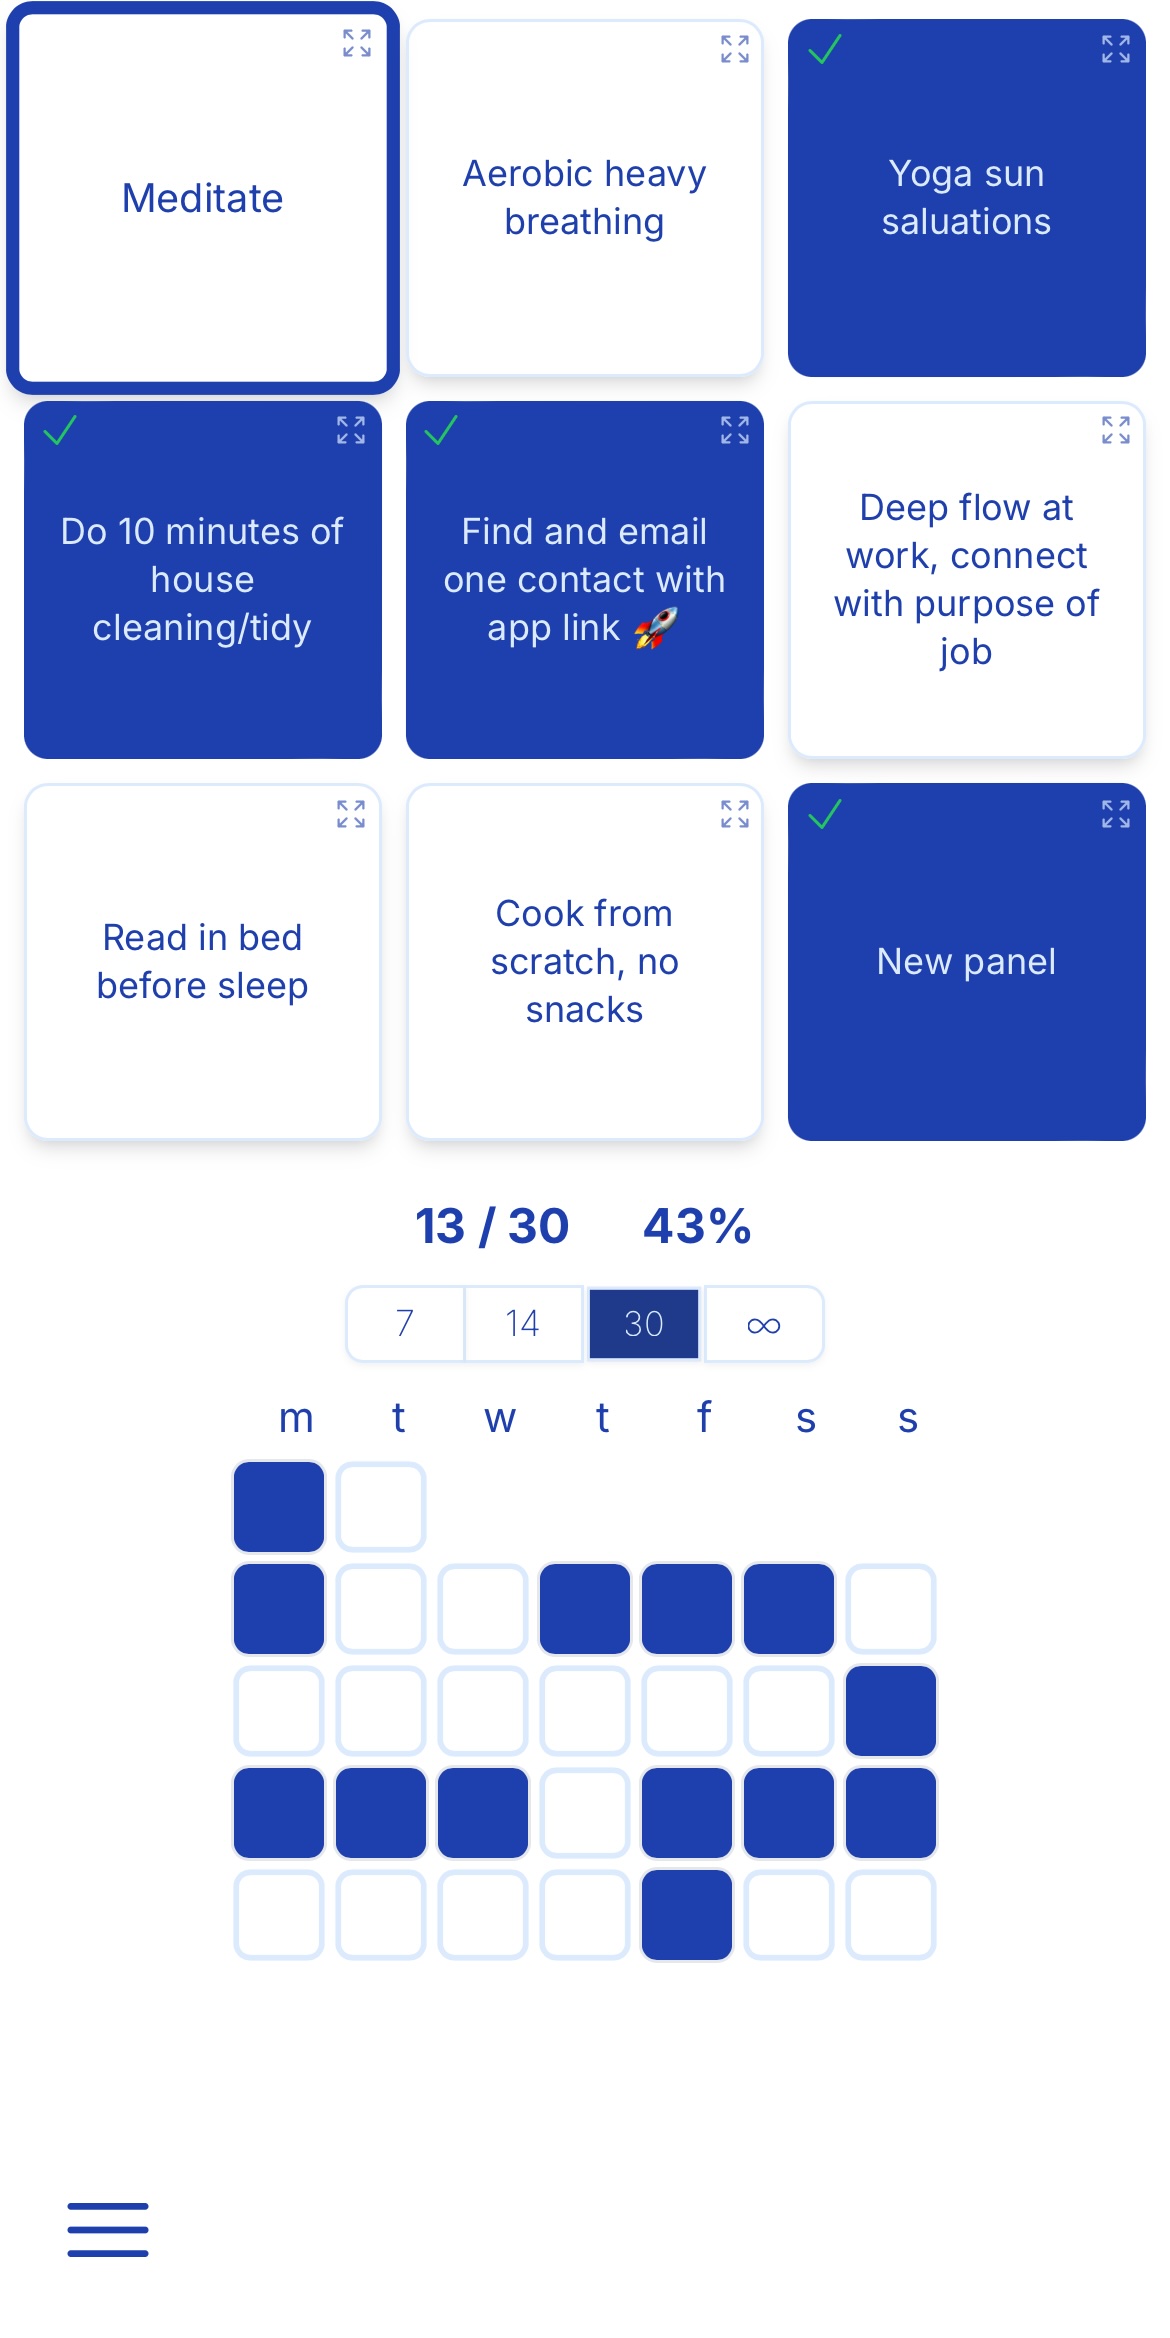 Meditate
Aerobic heavy
breathing
Yoga sun
saluations
Do 10 minutes of
house
cleaning/tidy
Find and email
one contact with
app link 🚀
Deep flow at
work, connect
with purpose of
job
Read in bed
before sleep
Cook from
scratch, no
snacks
New panel
13 / 30 43%
7 14 30 ∞
m t w t f s s